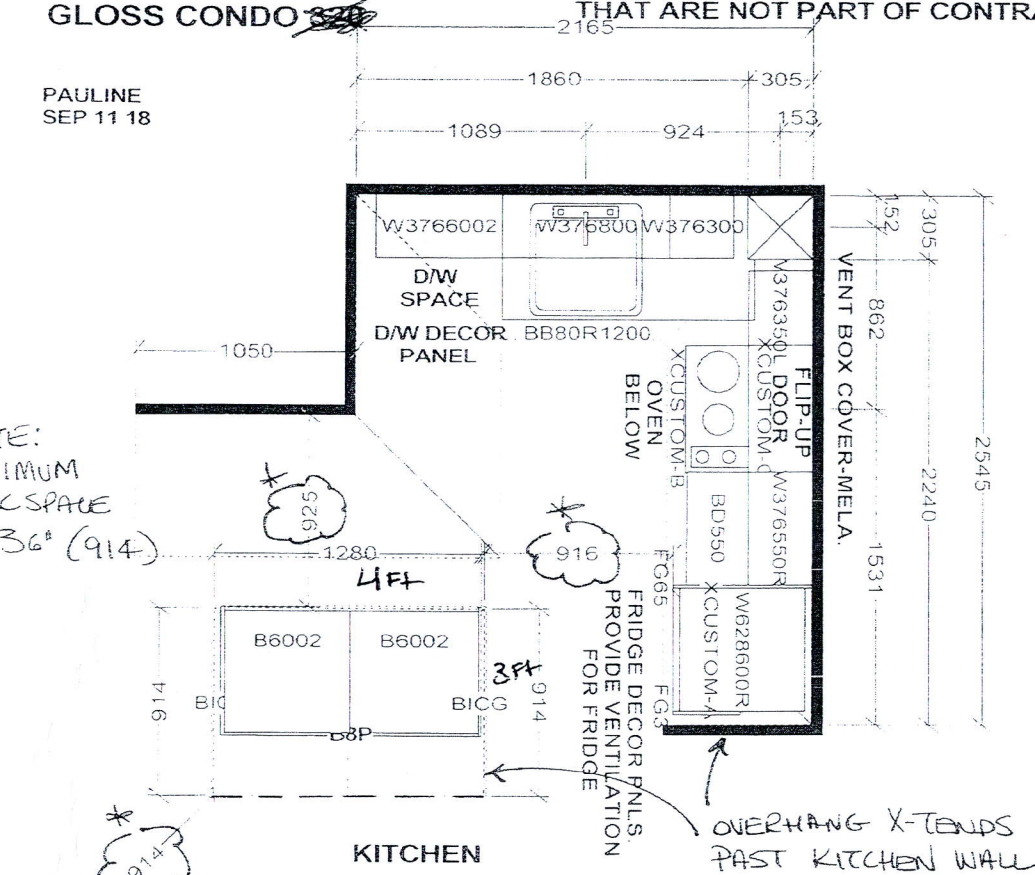 GLOSS CONDO
THAT ARE NOT PART OF CONTRA
2165
PAULINE
SEP 11 18
1860
305
1089
924
153
W3766002
W376800
W376300
152
305
D/W
SPACE
D/W DECOR
PANEL
BB80R1200
1050
W376350L
XCUSTOM-C
FLIP-UP
DOOR
XCUSTOM-B
OVEN
BELOW
VENT BOX COVER-MELA.
862
2240
2545
1531
TE:
IMUM
K SPACE
36" (914)
* 925
* 916
1280
4FT
BD550
W376550R
FG65
XCUSTOM-A
W628600R
FG3
FRIDGE DECOR PNLS.
PROVIDE VENTILATION
FOR FRIDGE
B6002
B6002
3FT
914
914
BICG
BICG
B8P
* 914
KITCHEN
OVERHANG X-TENDS
PAST KITCHEN WALL